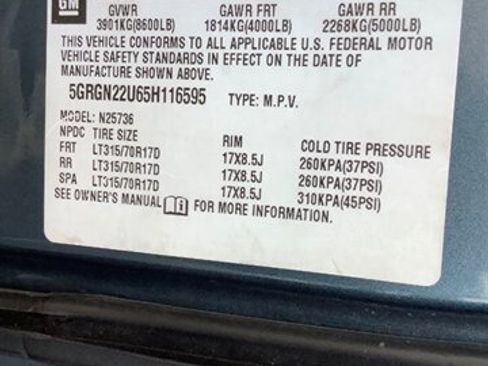 GM
GVWR GAWR FRT GAWR RR
3901KG(8600LB) 1814KG(4000LB) 2268KG(5000LB)
THIS VEHICLE CONFORMS TO ALL APPLICABLE U.S. FEDERAL MOTOR
VEHICLE SAFETY STANDARDS IN EFFECT ON THE DATE OF
MANUFACTURE SHOWN ABOVE.
5GRGN22U65H116595 TYPE: M.P.V.
MODEL: N25736
NPDC TIRE SIZE RIM COLD TIRE PRESSURE
FRT LT315/70R17D 17X8.5J 260KPA(37PSI)
RR LT315/70R17D 17X8.5J 260KPA(37PSI)
SPA LT315/70R17D 17X8.5J 310KPA(45PSI)
SEE OWNER'S MANUAL FOR MORE INFORMATION.